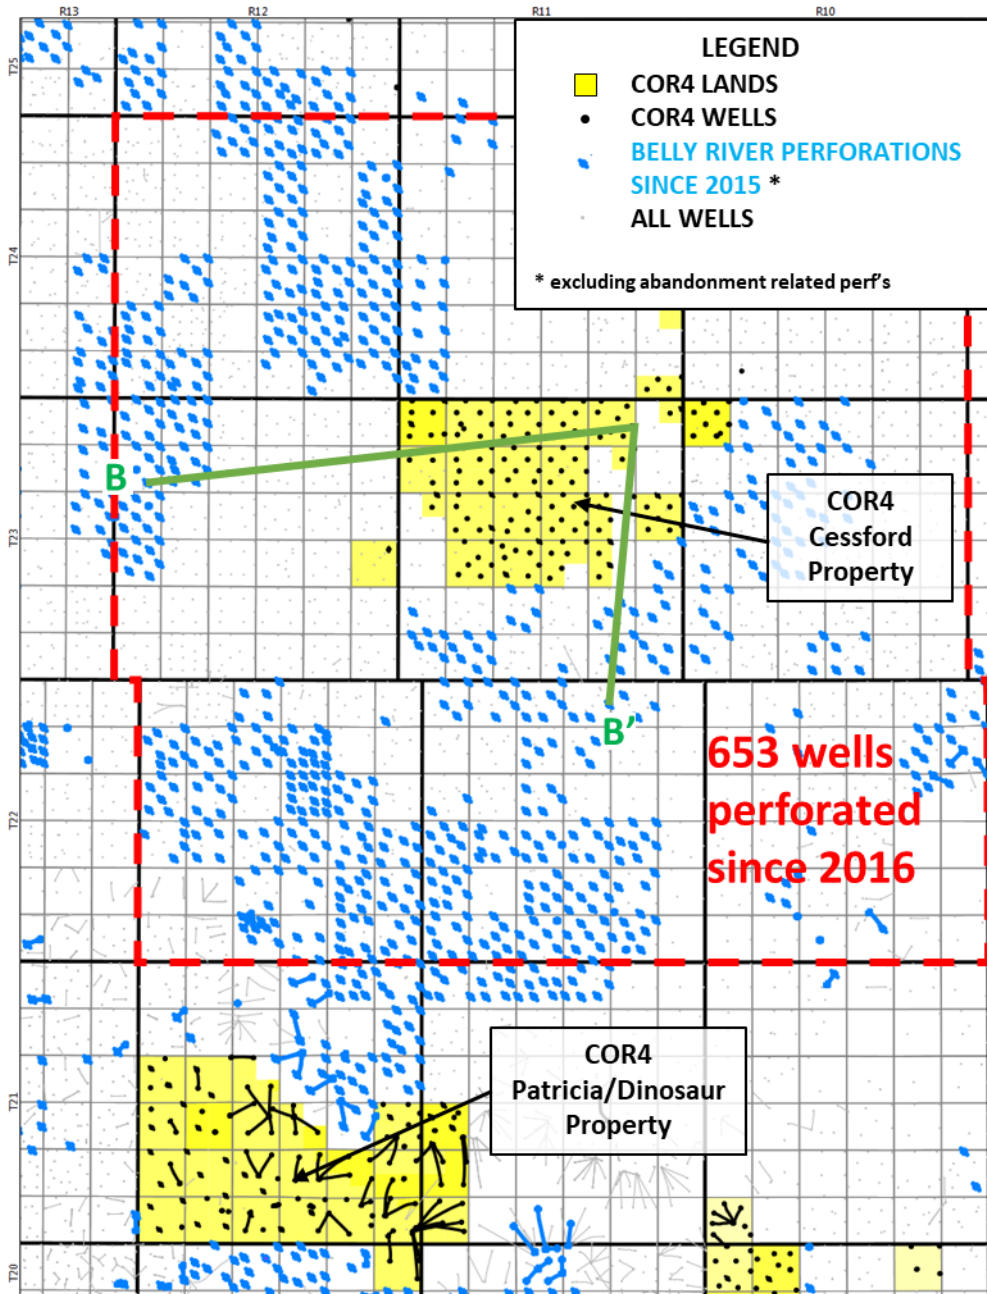 R13 R12 R11 R10
T25
LEGEND
COR4 LANDS
COR4 WELLS
BELLY RIVER PERFORATIONS
SINCE 2015 *
ALL WELLS
* excluding abandonment related perf's
T24
B
COR4
Cessford
Property
T23
B'
653 wells
perforated
since 2016
T22
COR4
Patricia/Dinosaur
Property
T21
T20